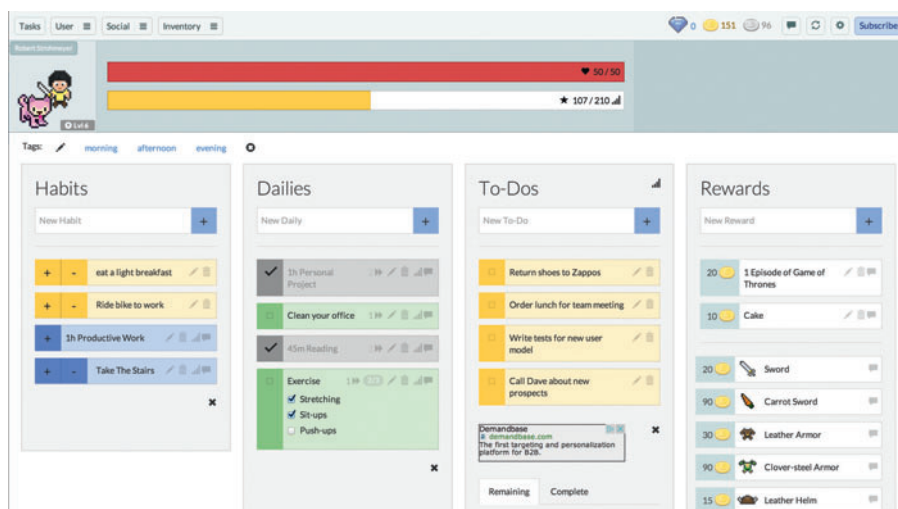 Tasks User Social Inventory 0 151 96 Subscribe
Robert Strohmeyer
50/50
107/210
Lvl 6
Tags: morning afternoon evening
Habits
New Habit +
+ - eat a light breakfast
+ - Ride bike to work
+ 1h Productive Work
+ - Take The Stairs
Dailies
New Daily +
1h Personal
Project
Clean your office 1
45m Reading
Exercise 1
Stretching
Sit-ups
Push-ups
To-Dos
New To-Do +
Return shoes to Zappos
Order lunch for team meeting
Write tests for new user
model
Call Dave about new
prospects
Demandbase
demandbase.com
The first targeting and personalization
platform for B2B.
Remaining Complete
Rewards
New Reward +
20 1 Episode of Game of
Thrones
10 Cake
20 Sword
90 Carrot Sword
30 Leather Armor
90 Clover-steel Armor
15 Leather Helm